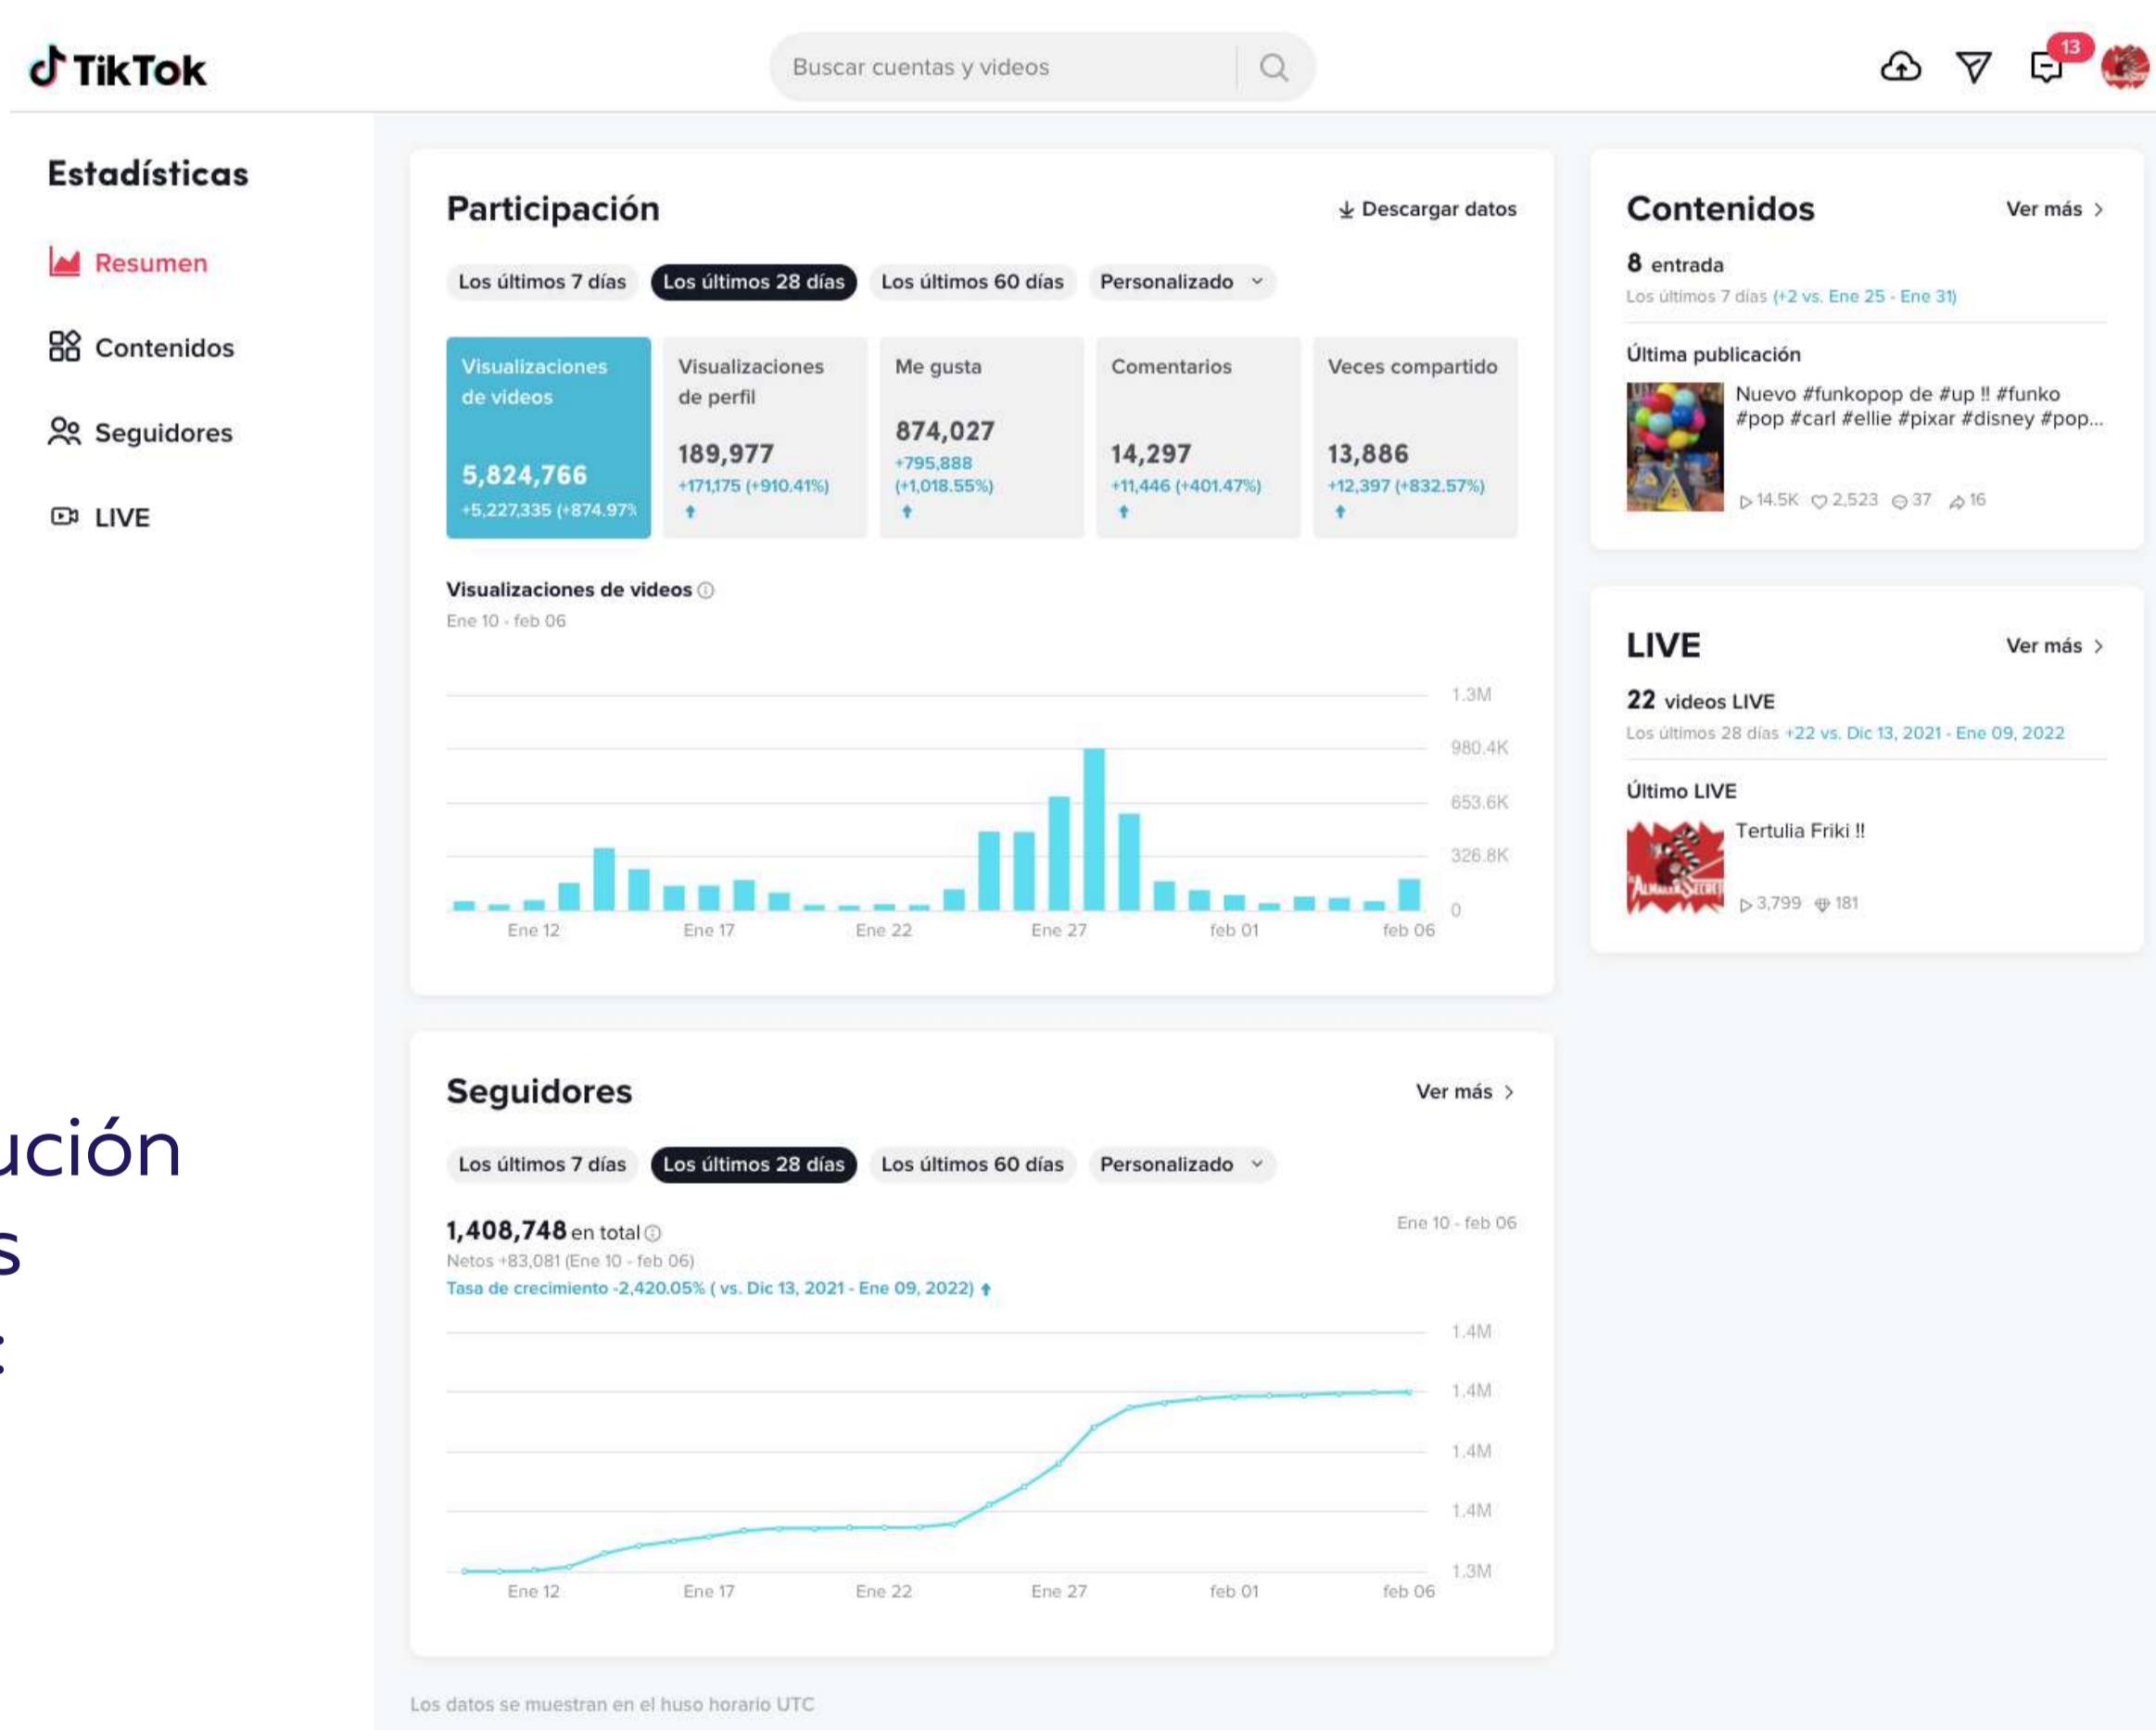 TikTok
Buscar cuentas y videos
13
Estadísticas
Resumen
Contenidos
Seguidores
LIVE
Participación
Descargar datos
Los últimos 7 días
Los últimos 28 días
Los últimos 60 días
Personalizado
Visualizaciones
de videos
5,824,766
+5,227,335 (+874.97%
Visualizaciones
de perfil
189,977
+171,175 (+910.41%)
Me gusta
874,027
+795,888
(+1,018.55%)
Comentarios
14,297
+11,446 (+401.47%)
Veces compartido
13,886
+12,397 (+832.57%)
Visualizaciones de videos
Ene 10 - feb 06
1.3M
980.4K
653.6K
326.8K
0
Ene 12
Ene 17
Ene 22
Ene 27
feb 01
feb 06
Contenidos
Ver más >
8 entrada
Los últimos 7 días (+2 vs. Ene 25 - Ene 31)
Última publicación
Nuevo #funkopop de #up !! #funko
#pop #carl #ellie #pixar #disney #pop...
14.5K 2,523 37 16
LIVE
Ver más >
22 videos LIVE
Los últimos 28 días +22 vs. Dic 13, 2021 - Ene 09, 2022
Último LIVE
Tertulia Friki !!
3,799 181
ución
s
:
Seguidores
Ver más >
Los últimos 7 días
Los últimos 28 días
Los últimos 60 días
Personalizado
1,408,748 en total
Ene 10 - feb 06
Netos +83,081 (Ene 10 - feb 06)
Tasa de crecimiento -2,420.05% ( vs. Dic 13, 2021 - Ene 09, 2022)
1.4M
1.4M
1.4M
1.4M
1.3M
Ene 12
Ene 17
Ene 22
Ene 27
feb 01
feb 06
Los datos se muestran en el huso horario UTC